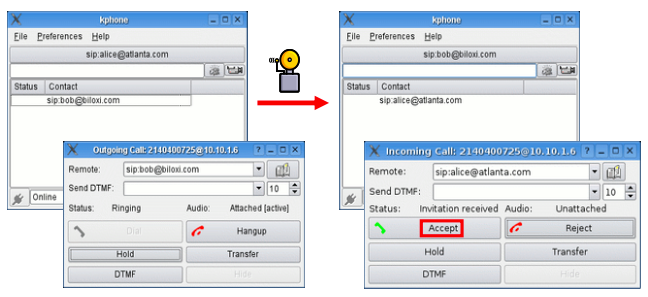 kphone
File Preferences Help
sip:alice@atlanta.com
Status Contact
sip:bob@biloxi.com
Online
Outgoing Call: 2140400725@10.10.1.6
Remote: sip:bob@biloxi.com
Send DTMF: 10
Status: Ringing Audio: Attached [active]
Dial Hangup
Hold Transfer
DTMF Hide
kphone
File Preferences Help
sip:bob@biloxi.com
Status Contact
sip:alice@atlanta.com
Incoming Call: 2140400725@10.10.1.6
Remote: sip:alice@atlanta.com
Send DTMF: 10
Status: Invitation received Audio: Unattached
Accept Reject
Hold Transfer
DTMF Hide